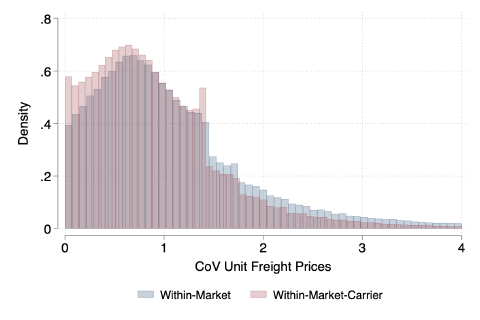 .8
.6
.4
.2
0
Density
0 1 2 3 4
CoV Unit Freight Prices
Within-Market Within-Market-Carrier